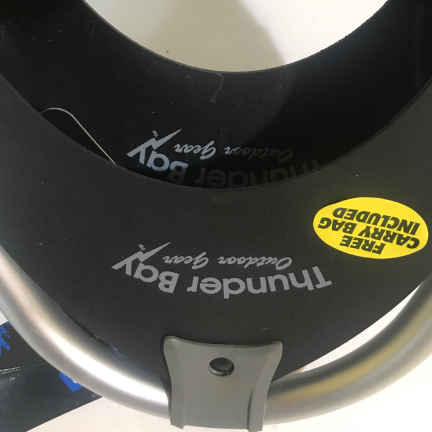 Thunder Bay
Outdoor Gear
Thunder Bay
Outdoor Gear
FREE
CARRY BAG
INCLUDED